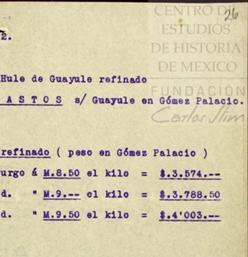 CENTRO DE
ESTUDIOS
DE HISTORIA
DE MEXICO
FUNDACIÓN
Carlos Slim
26
2.
Hule de Guayule refinado
ASTOS s/ Guayule en Gómez Palacio.
refinado ( peso en Gómez Palacio )
urgo á M.8.50 el kilo = $.3.574.--
d. " M.9.-- el kilo = $.3.788.50
d. " M.9.50 el kilo = $.4'003.--